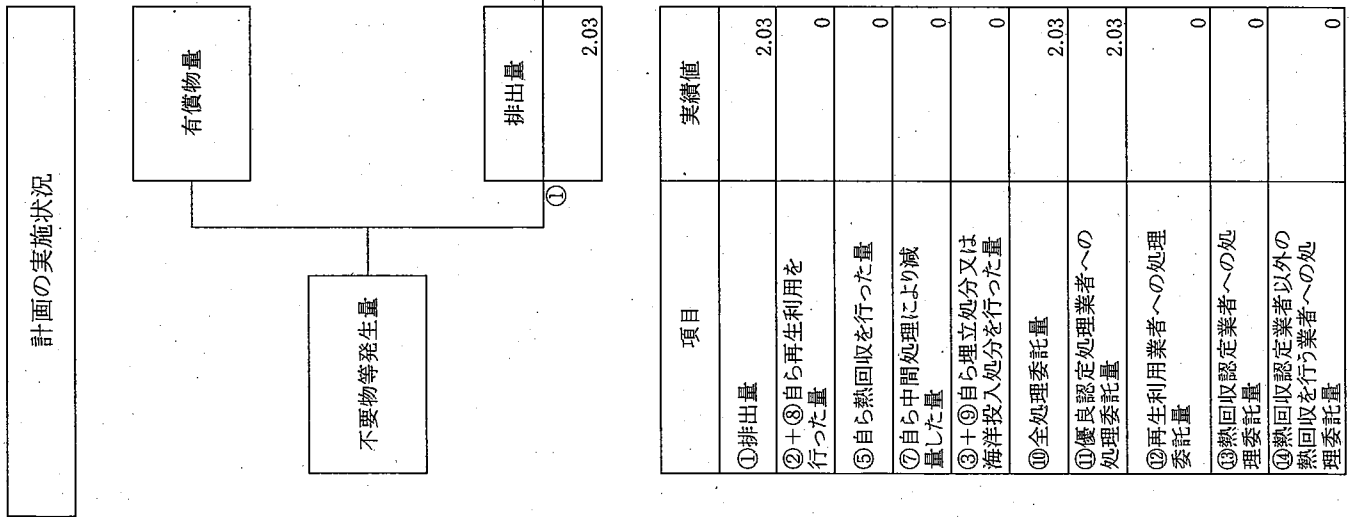 計画の実施状況
有償物量
不要物等発生量
排出量
①
2.03
項目
実績値
①排出量
2.03
②+⑧自ら再生利用を
行った量
0
⑤自ら熱回収を行った量
0
⑦自ら中間処理により減
量した量
0
③+⑨自ら埋立処分又は
海洋投入処分を行った量
0
⑩全処理委託量
2.03
⑪優良認定処理業者への
処理委託量
2.03
⑫再生利用業者への処理
委託量
0
⑬熱回収認定業者への処
理委託量
0
⑭熱回収認定業者以外の
熱回収を行う業者への処
理委託量
0